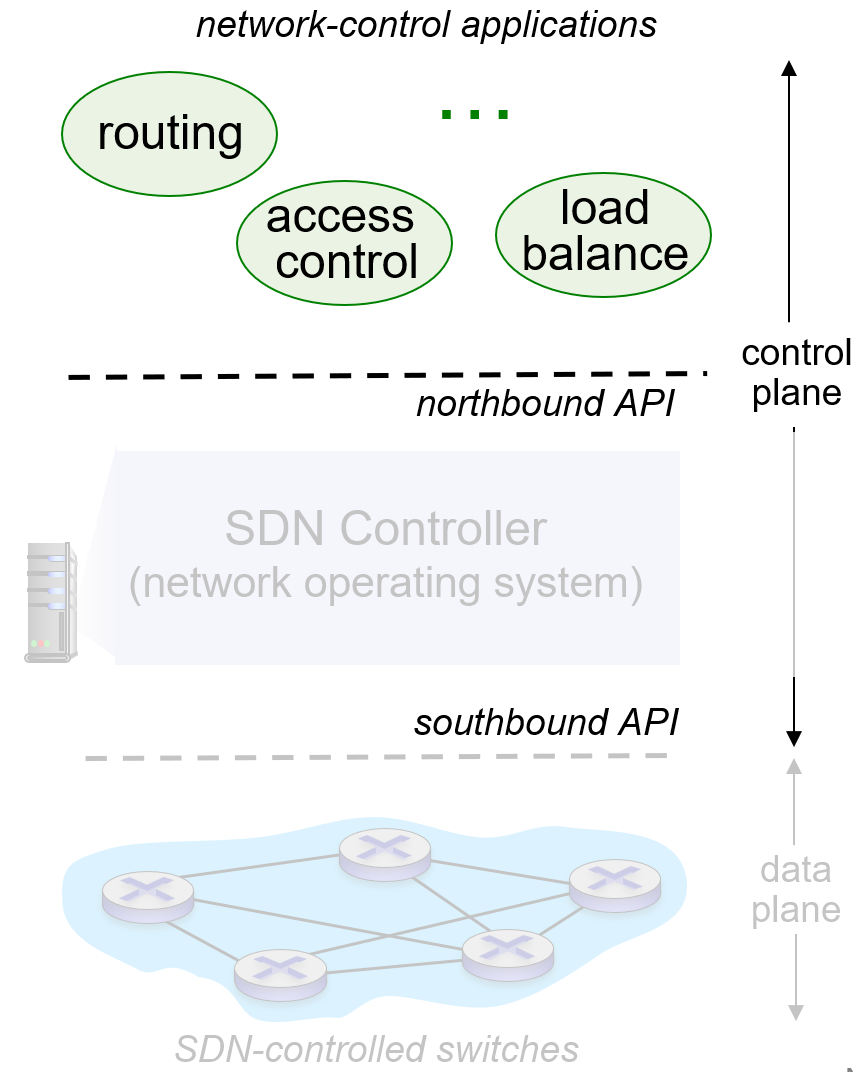 network-control applications
routing
...
access
control
load
balance
control
plane
northbound API
SDN Controller
(network operating system)
southbound API
data
plane
SDN-controlled switches